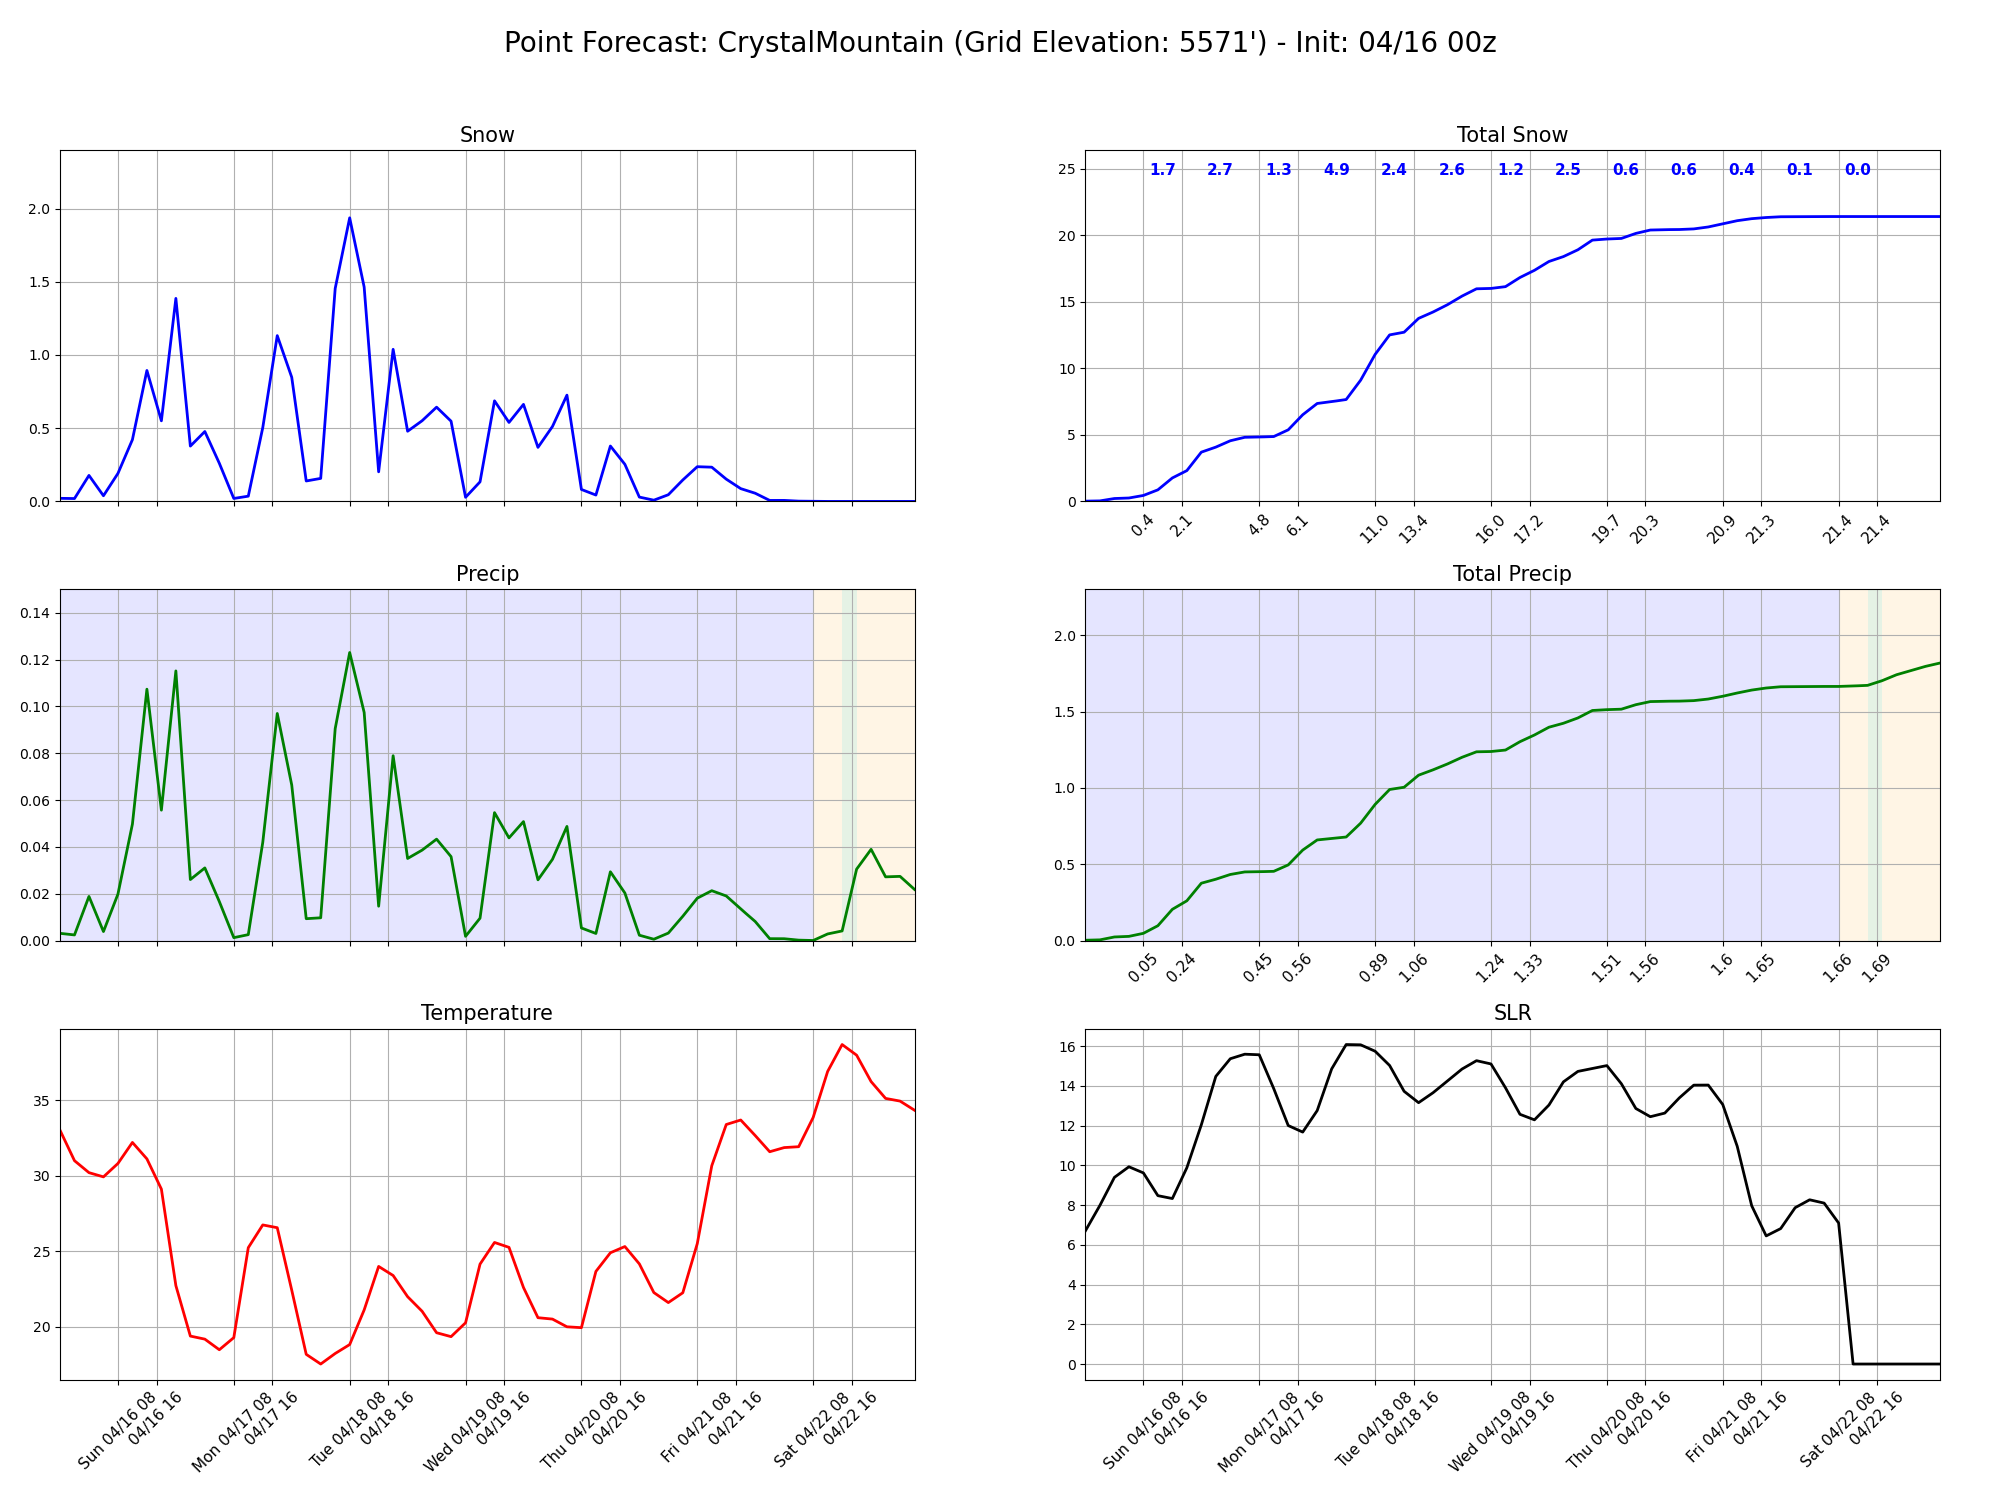 Point Forecast: CrystalMountain (Grid Elevation: 5571') - Init: 04/16 00z
Snow
2.0
1.5
1.0
0.5
0.0
Total Snow
1.7 2.7 1.3 4.9 2.4 2.6 1.2 2.5 0.6 0.6 0.4 0.1 0.0
25
20
15
10
5
0
0.4 2.1 4.8 6.1 11.0 13.4 16.0 17.2 19.7 20.3 20.9 21.3 21.4 21.4
Precip
0.14
0.12
0.10
0.08
0.06
0.04
0.02
0.00
Total Precip
2.0
1.5
1.0
0.5
0.0
0.05 0.24 0.45 0.56 0.89 1.06 1.24 1.33 1.51 1.56 1.6 1.65 1.66 1.69
Temperature
35
30
25
20
Sun 04/16 08
04/16 16
Mon 04/17 08
04/17 16
Tue 04/18 08
04/18 16
Wed 04/19 08
04/19 16
Thu 04/20 08
04/20 16
Fri 04/21 08
04/21 16
Sat 04/22 08
04/22 16
SLR
16
14
12
10
8
6
4
2
0
Sun 04/16 08
04/16 16
Mon 04/17 08
04/17 16
Tue 04/18 08
04/18 16
Wed 04/19 08
04/19 16
Thu 04/20 08
04/20 16
Fri 04/21 08
04/21 16
Sat 04/22 08
04/22 16